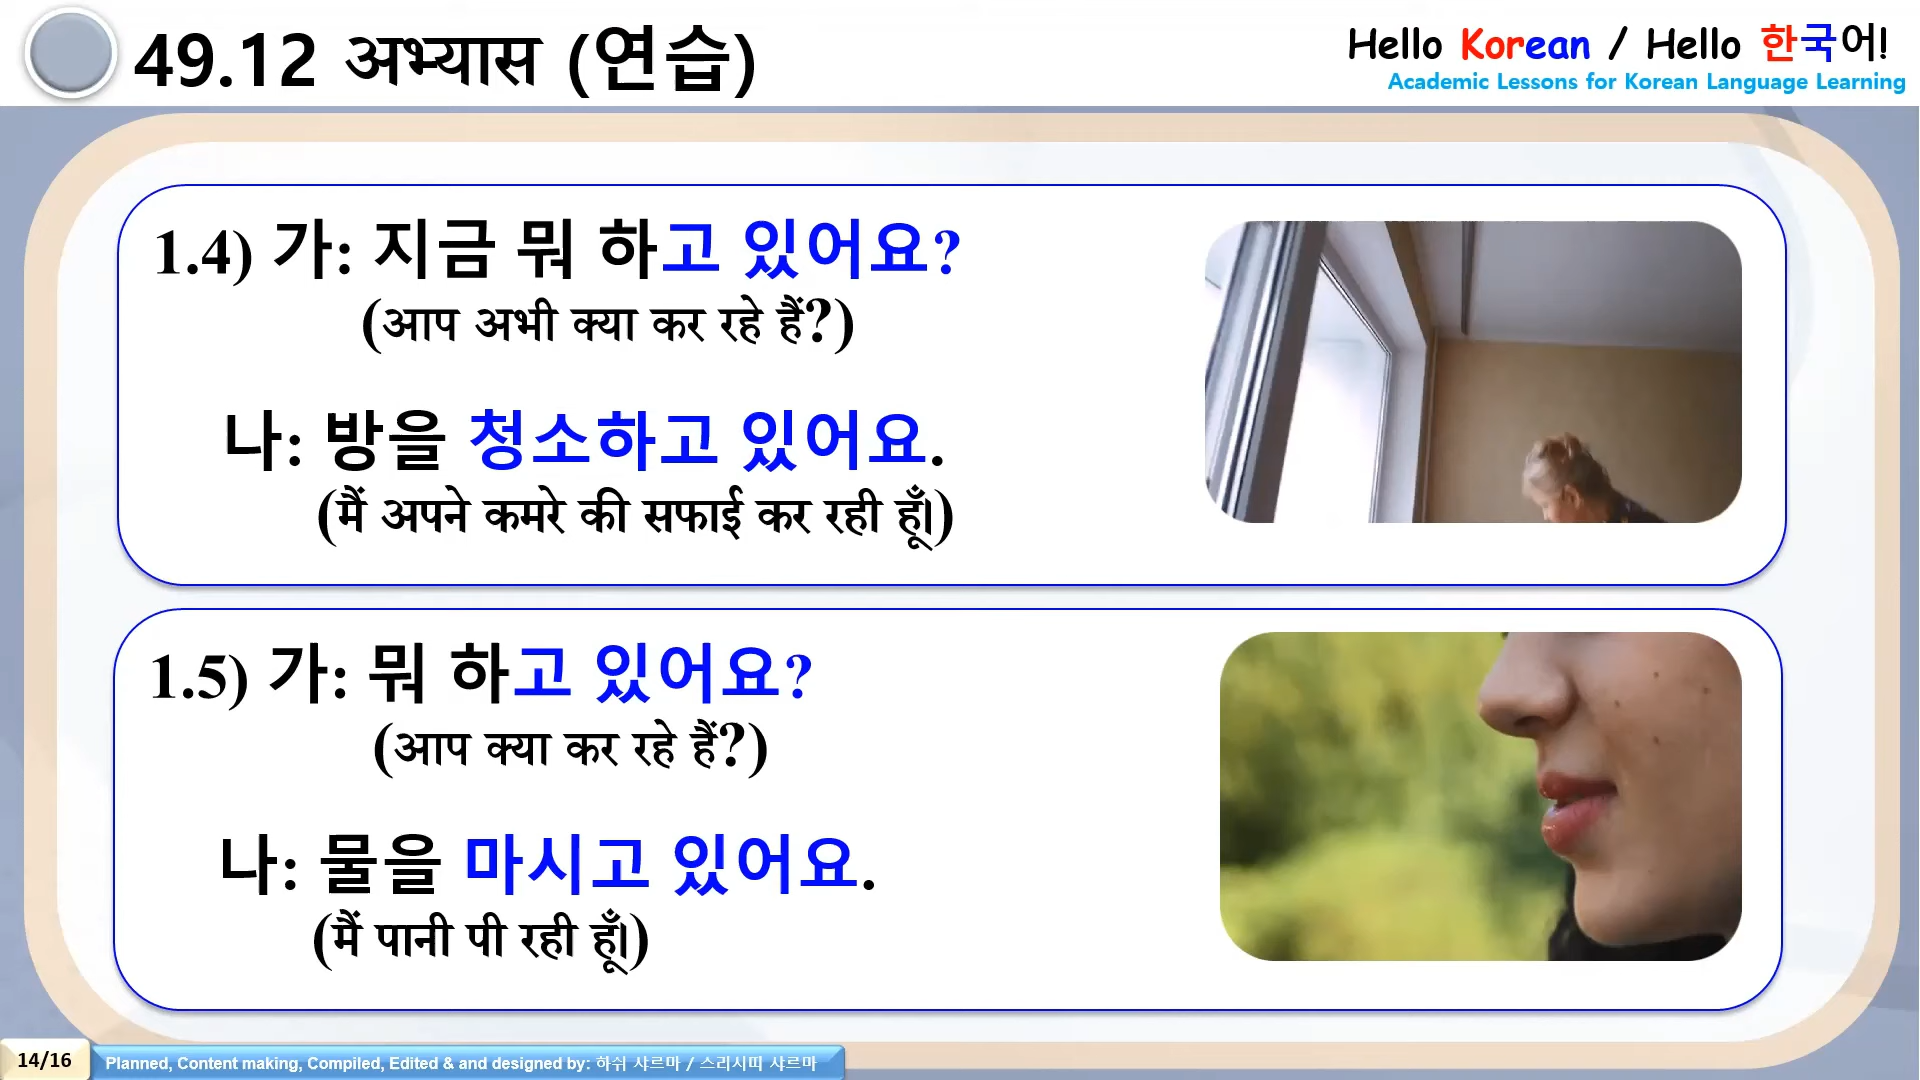 49.12 अभ्यास (연습)
Hello Korean / Hello 한국어!
Academic Lessons for Korean Language Learning
1.4) 가: 지금 뭐 하고 있어요?
(आप अभी क्या कर रहे हैं?)
나: 방을 청소하고 있어요.
(मैं अपने कमरे की सफाई कर रही हूँ।)
1.5) 가: 뭐 하고 있어요?
(आप क्या कर रहे हैं?)
나: 물을 마시고 있어요.
(मैं पानी पी रही हूँ।)
14/16
Planned, Content making, Compiled, Edited & and designed by: 하쉬 샤르마 / 스리시띠 샤르마